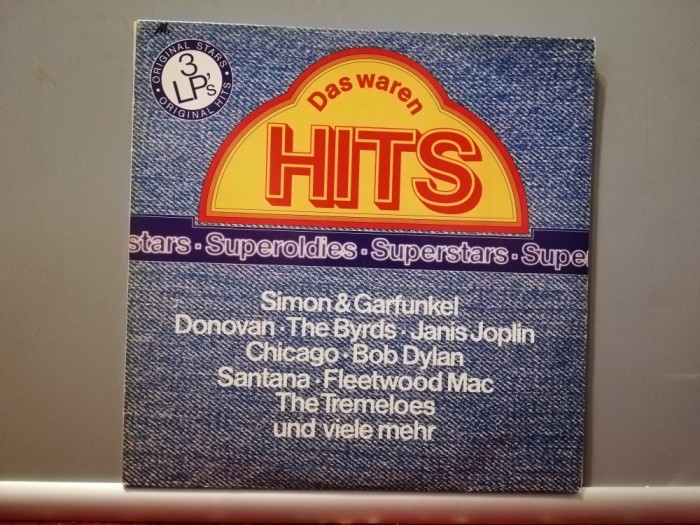 ORIGINAL STARS
3
LP's
ORIGINAL HITS
Das waren
HITS
stars · Superoldies · Superstars · Supe
Simon & Garfunkel
Donovan · The Byrds · Janis Joplin
Chicago · Bob Dylan
Santana · Fleetwood Mac
The Tremeloes
und viele mehr